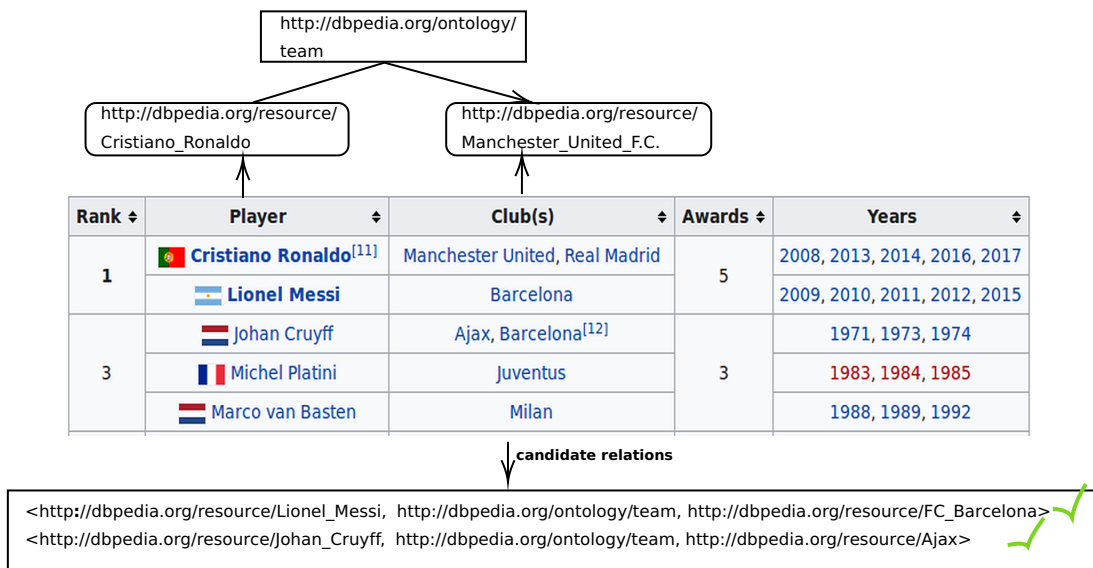 http://dbpedia.org/ontology/
team
http://dbpedia.org/resource/
Cristiano_Ronaldo
http://dbpedia.org/resource/
Manchester_United_F.C.
Rank Player Club(s) Awards Years
1 Cristiano Ronaldo[11] Manchester United, Real Madrid 5 2008, 2013, 2014, 2016, 2017
Lionel Messi Barcelona 2009, 2010, 2011, 2012, 2015
3 Johan Cruyff Ajax, Barcelona[12] 3 1971, 1973, 1974
Michel Platini Juventus 1983, 1984, 1985
Marco van Basten Milan 1988, 1989, 1992
candidate relations
<http://dbpedia.org/resource/Lionel_Messi, http://dbpedia.org/ontology/team, http://dbpedia.org/resource/FC_Barcelona>
<http://dbpedia.org/resource/Johan_Cruyff, http://dbpedia.org/ontology/team, http://dbpedia.org/resource/Ajax>